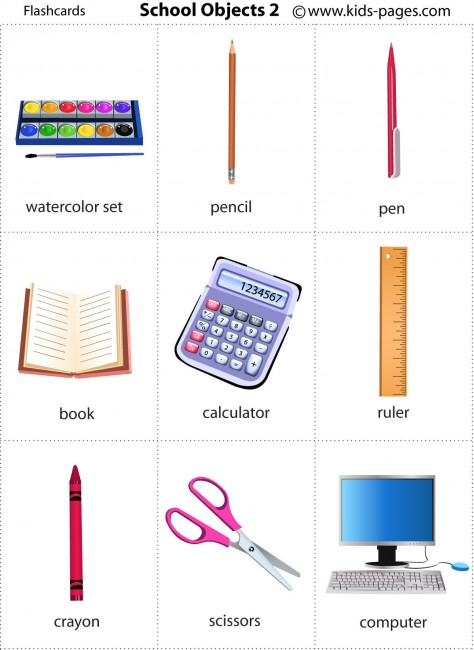 Flashcards
School Objects 2
©www.kids-pages.com
watercolor set
pencil
pen
1234567
book
calculator
ruler
crayon
scissors
computer